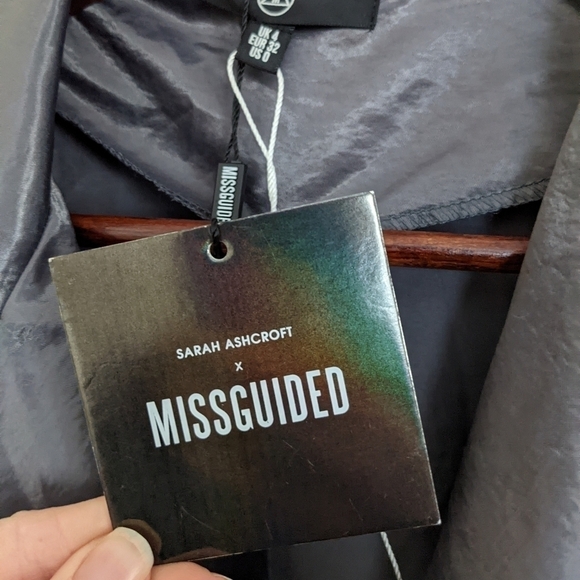 UK 4
EUR 32
US 0
MISSGUIDED
SARAH ASHCROFT
x
MISSGUIDED